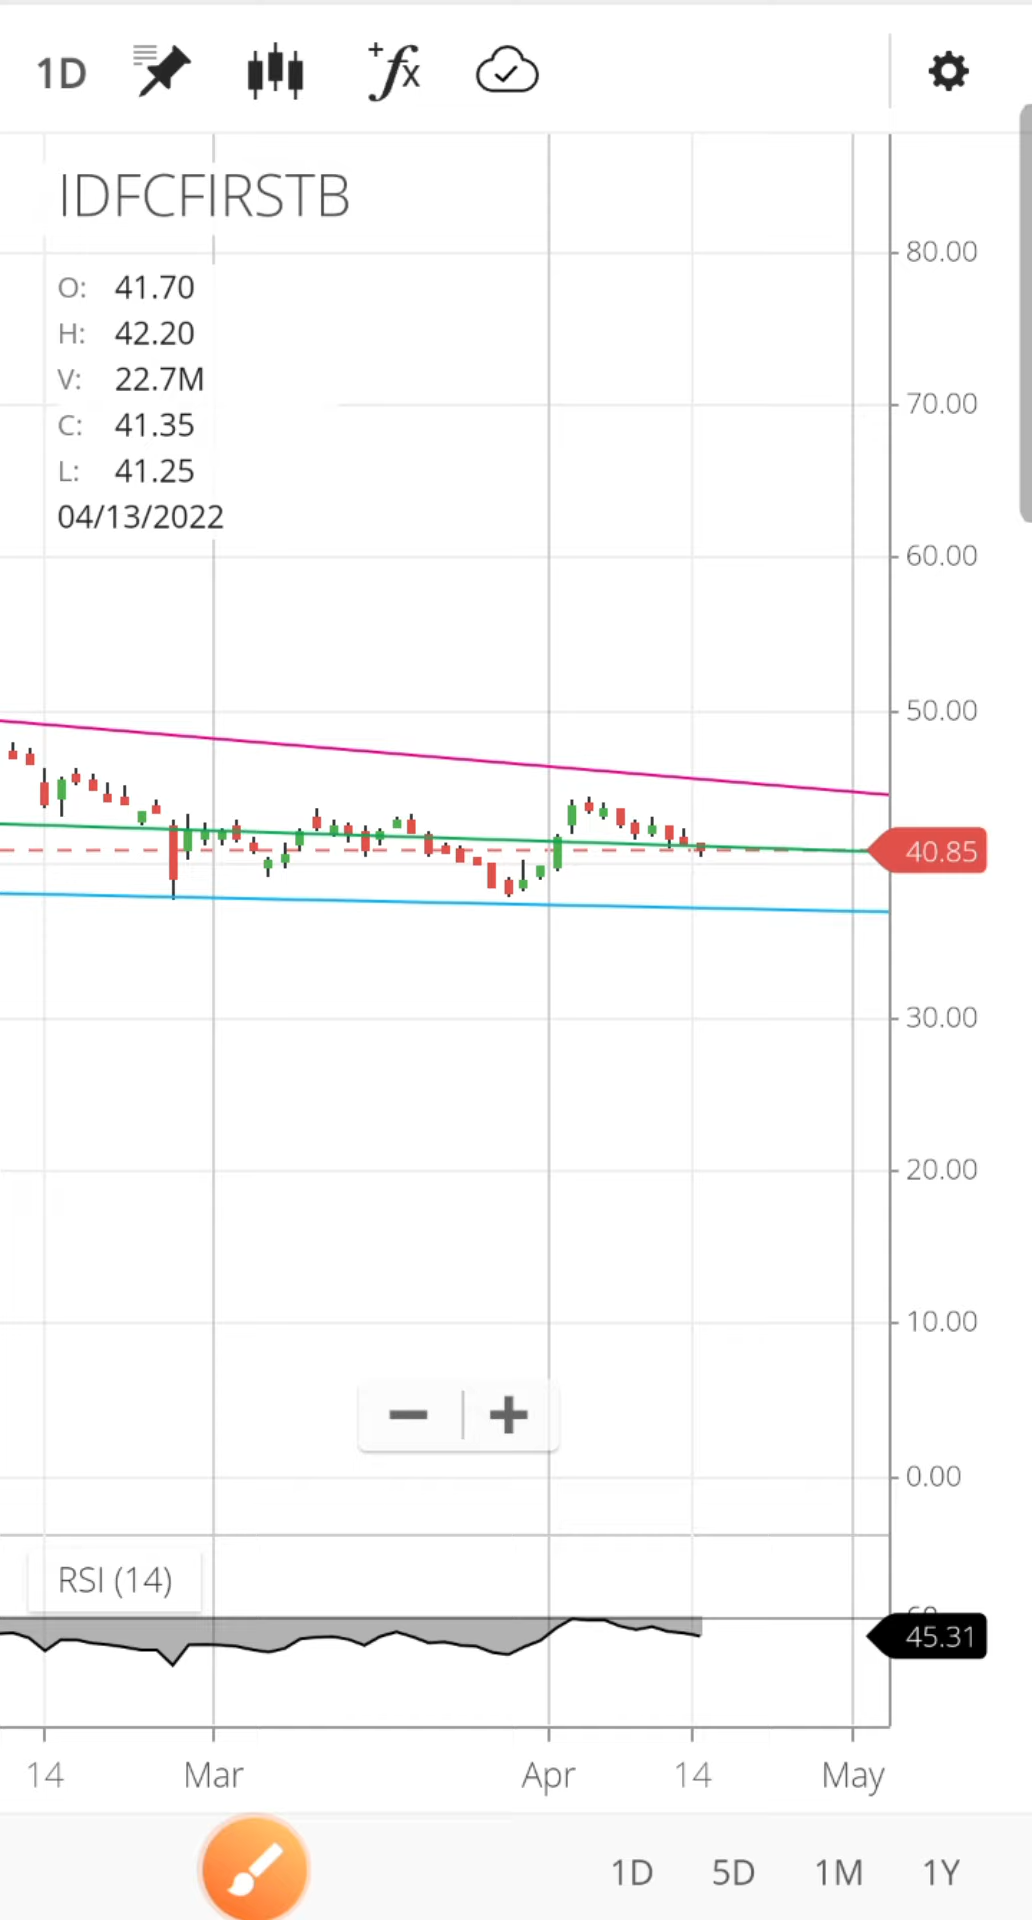 1D
+fx
IDFCFIRSTB
O: 41.70
H: 42.20
V: 22.7M
C: 41.35
L: 41.25
04/13/2022
80.00
70.00
60.00
50.00
40.85
30.00
20.00
10.00
0.00
RSI (14)
45.31
14 Mar Apr 14 May
1D 5D 1M 1Y